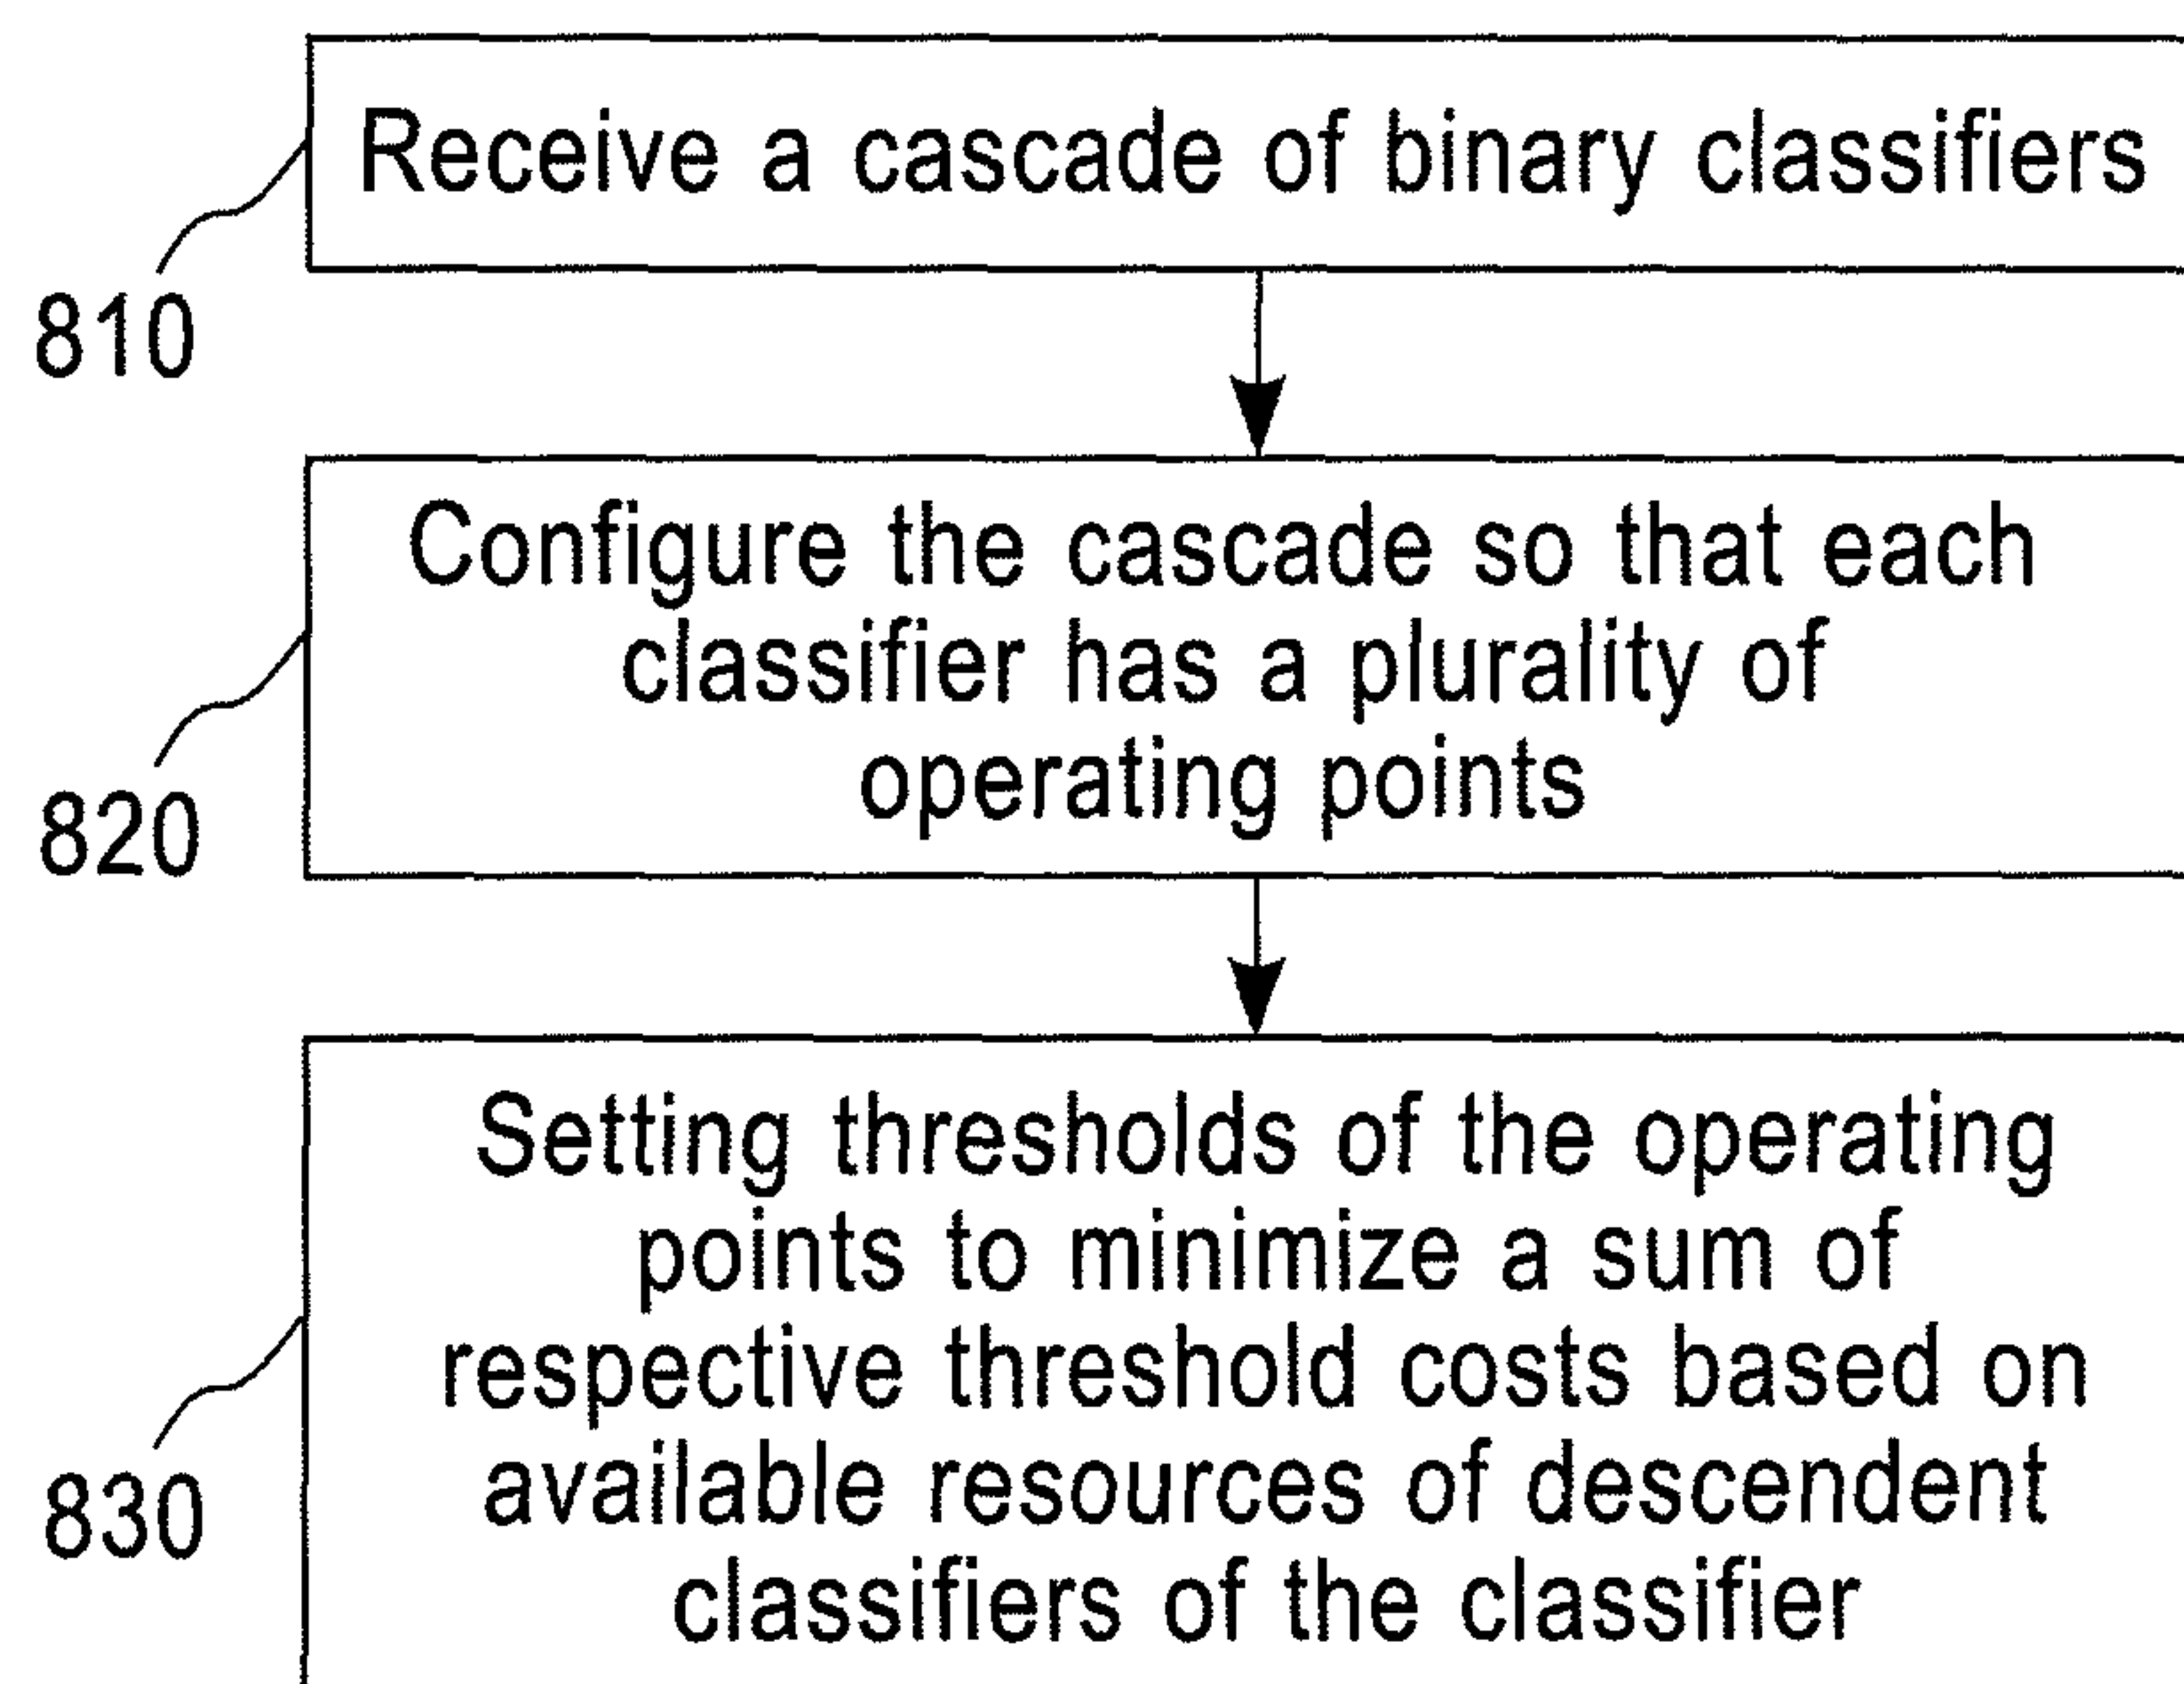 Receive a cascade of binary classifiers
810
Configure the cascade so that each
classifier has a plurality of
operating points
820
Setting thresholds of the operating
points to minimize a sum of
respective threshold costs based on
available resources of descendent
classifiers of the classifier
830